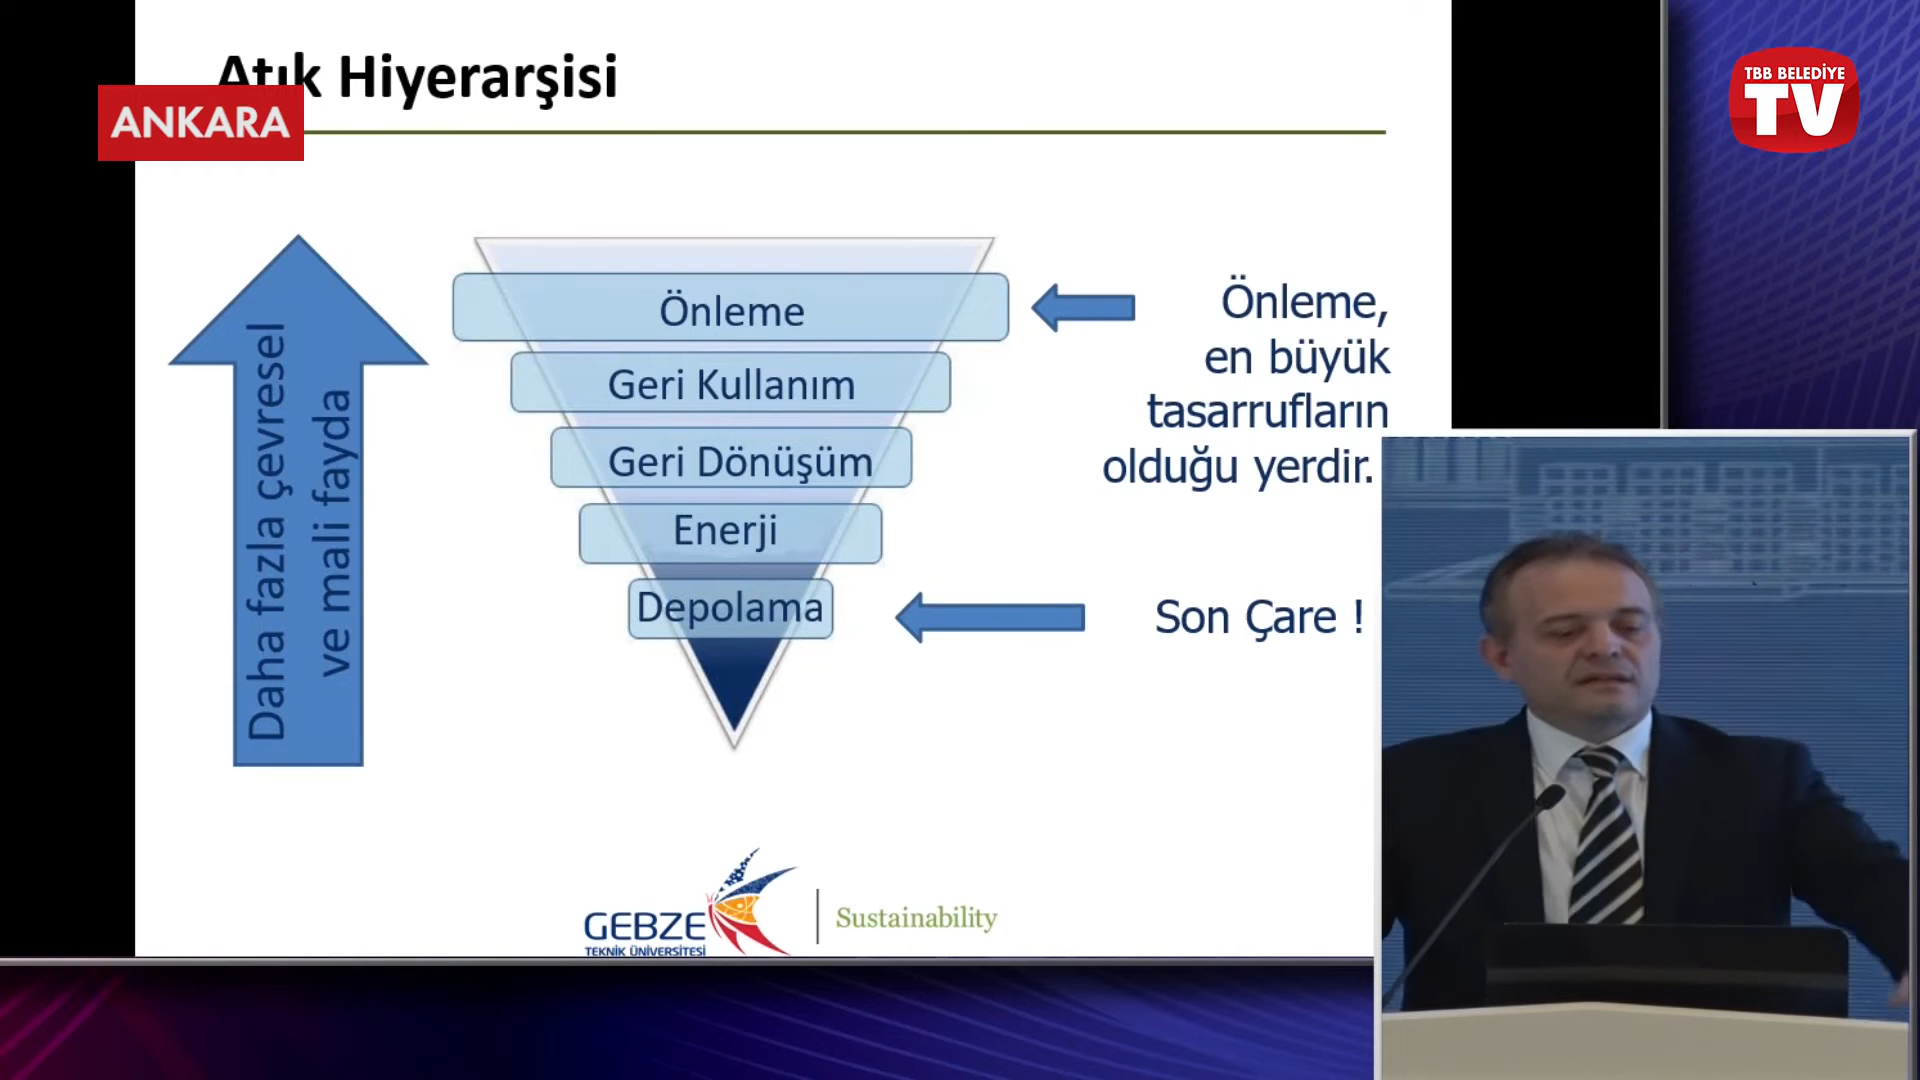 Atık Hiyerarşisi
ANKARA
TBB BELEDİYE
TV
Daha fazla çevresel
ve mali fayda
Önleme
Geri Kullanım
Geri Dönüşüm
Enerji
Depolama
Önleme,
en büyük
tasarrufların
olduğu yerdir.
Son Çare !
GEBZE
TEKNİK ÜNİVERSİTESİ
Sustainability